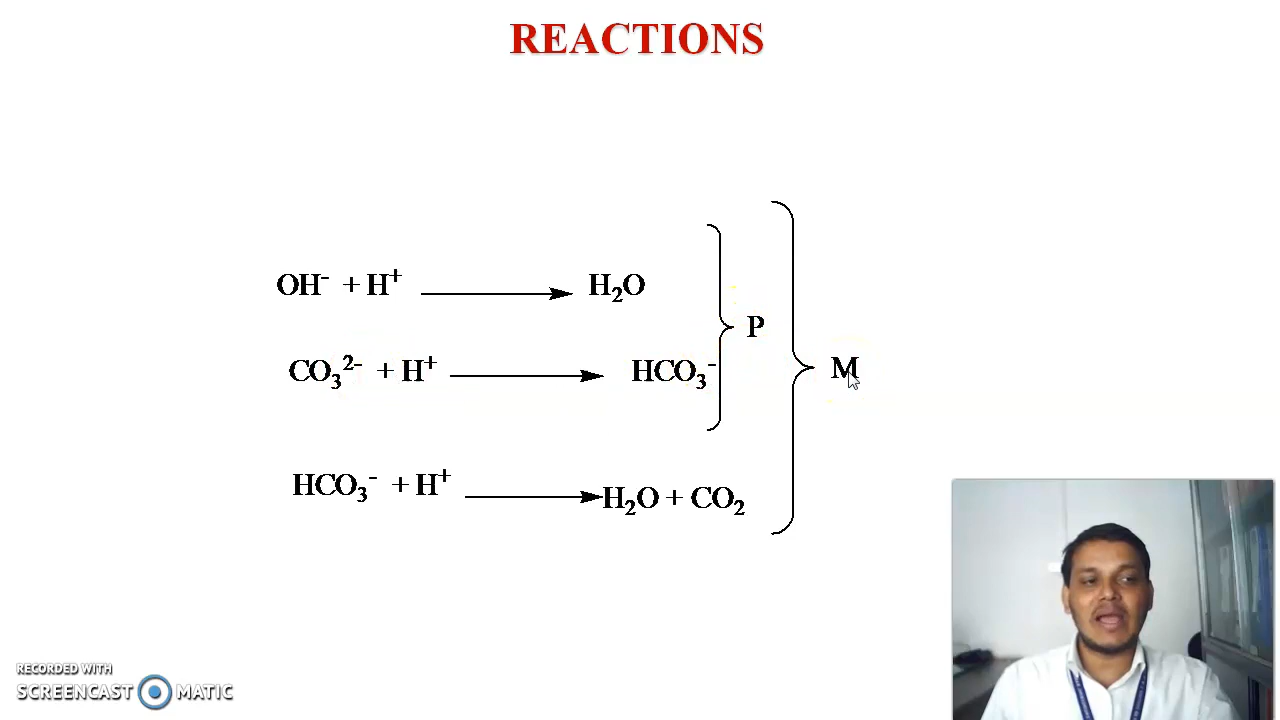 REACTIONS
OH⁻ + H⁺ ⟶ H₂O
P
CO₃²⁻ + H⁺ ⟶ HCO₃⁻
M
HCO₃⁻ + H⁺ ⟶ H₂O + CO₂
RECORDED WITH
SCREENCAST MATIC